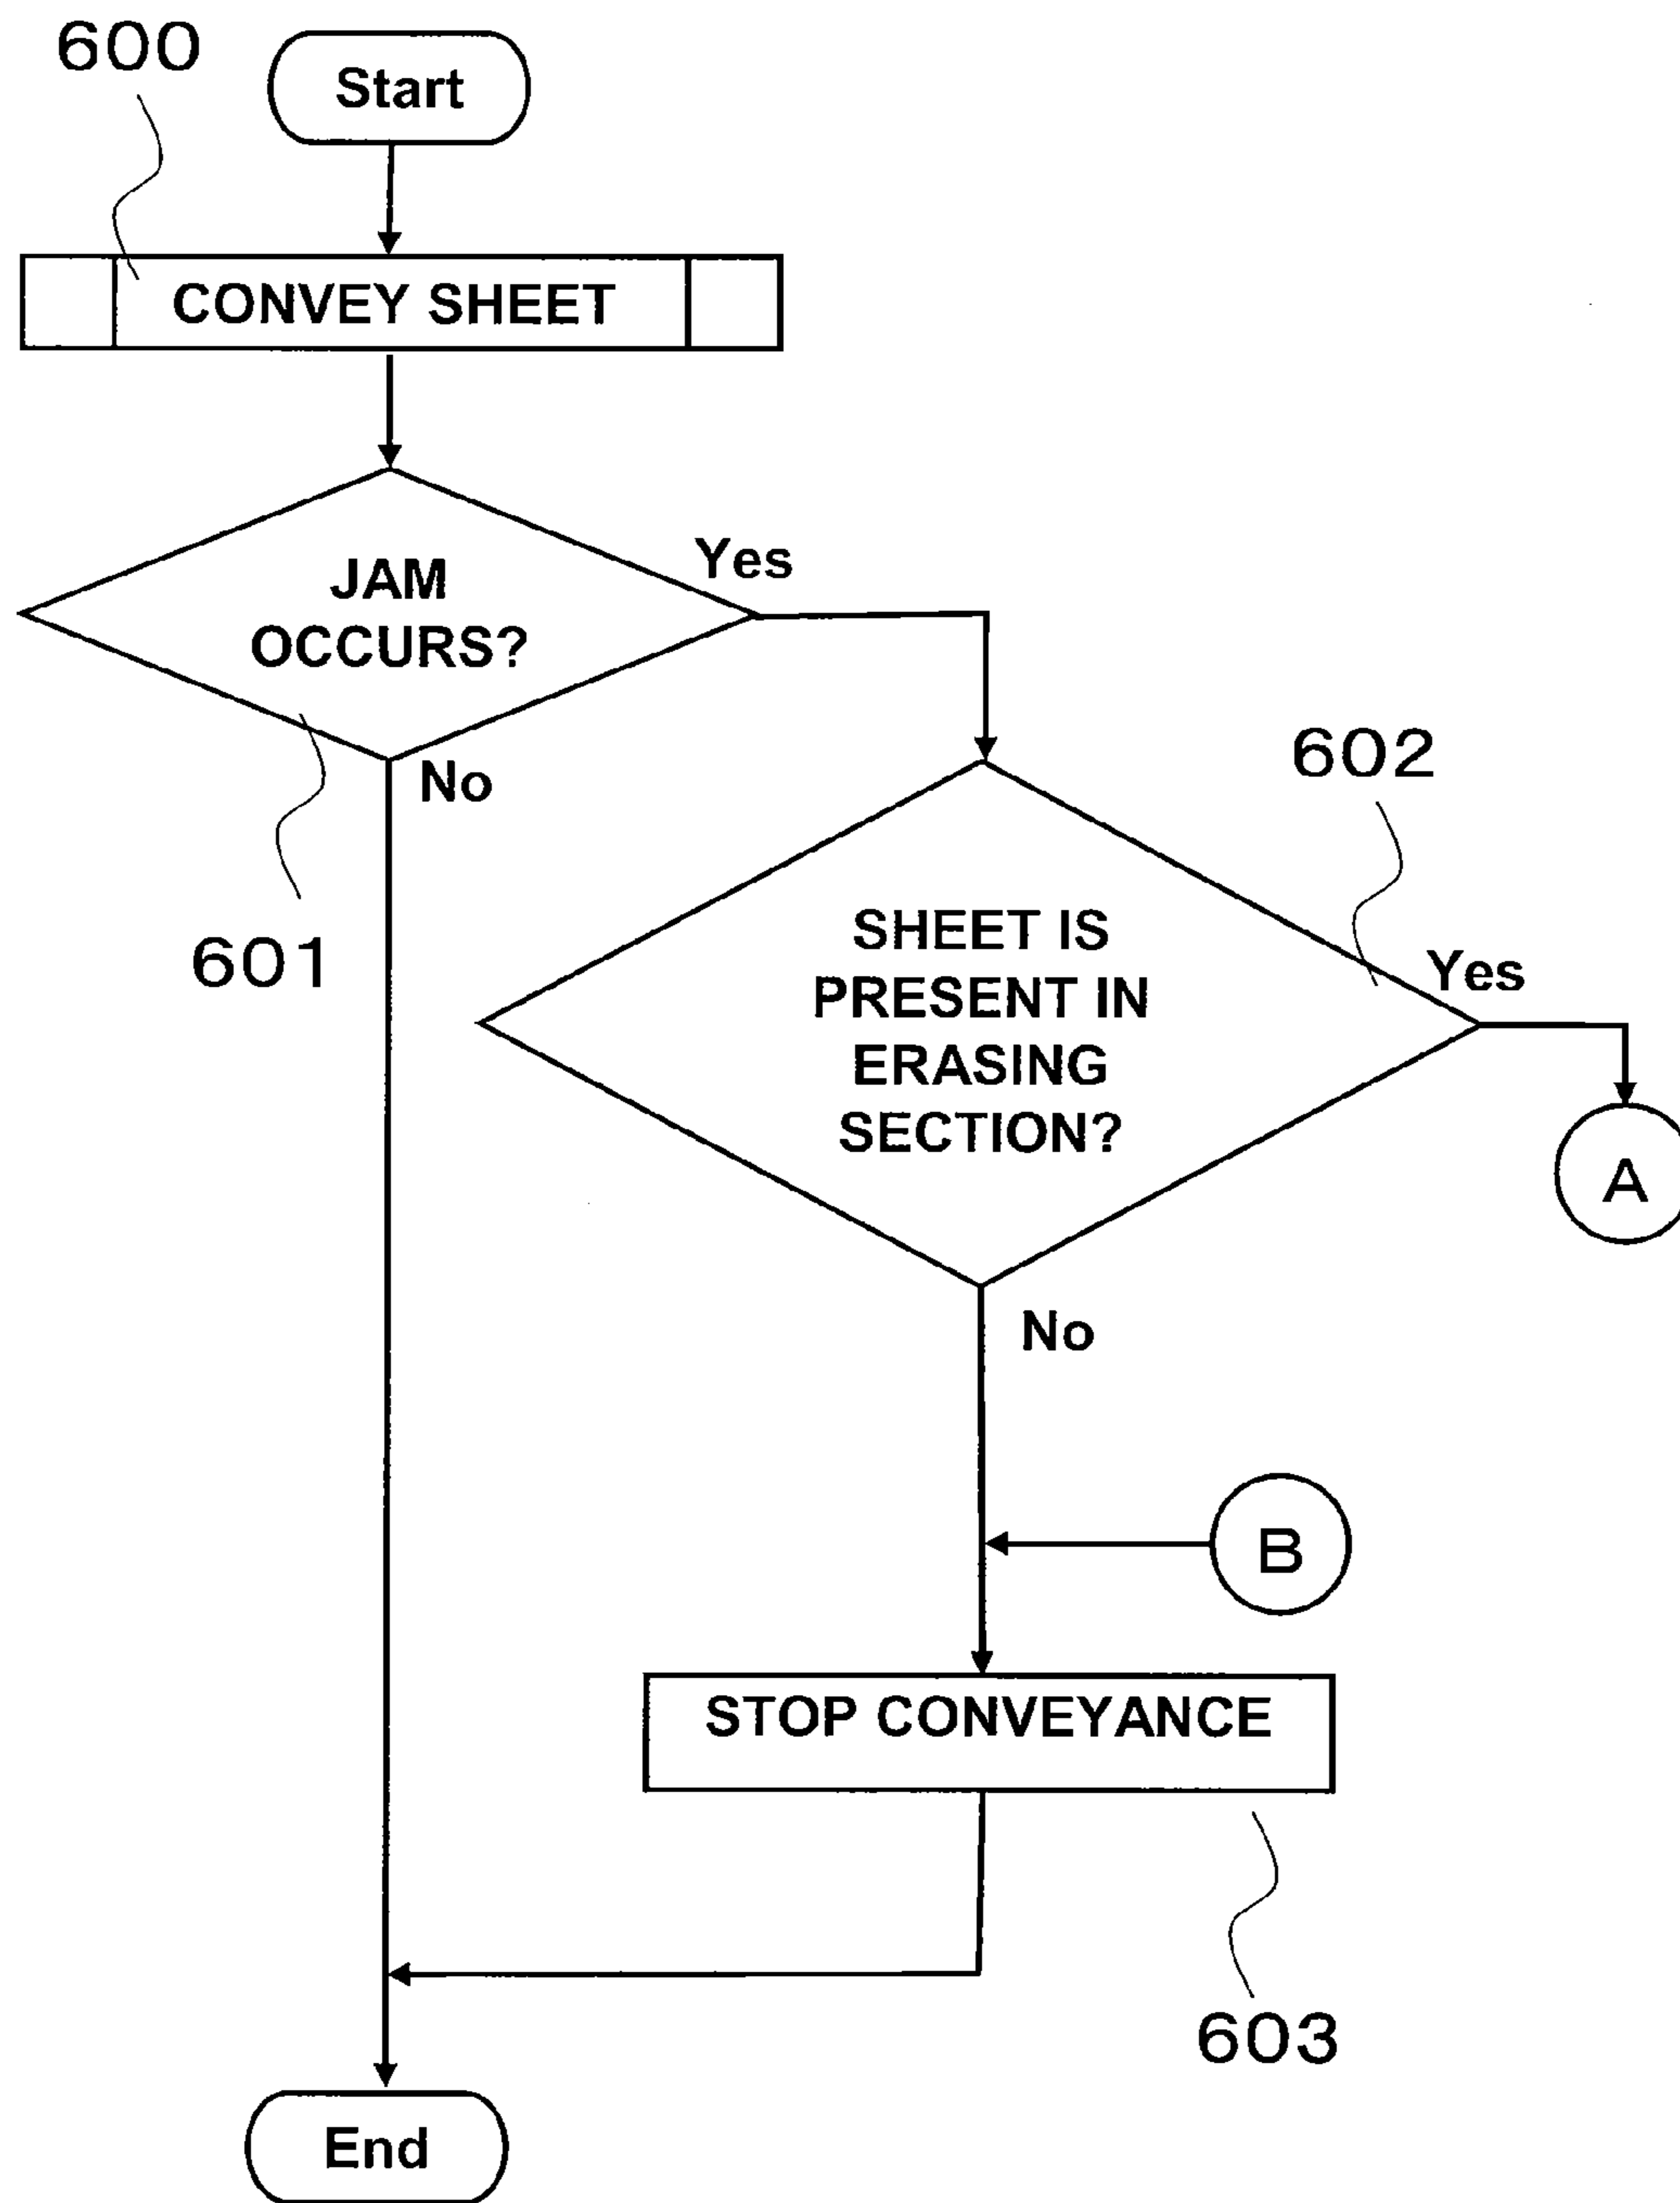 600
Start
CONVEY SHEET
JAM
OCCURS?
Yes
No
601
602
SHEET IS
PRESENT IN
ERASING
SECTION?
Yes
A
No
B
STOP CONVEYANCE
603
End